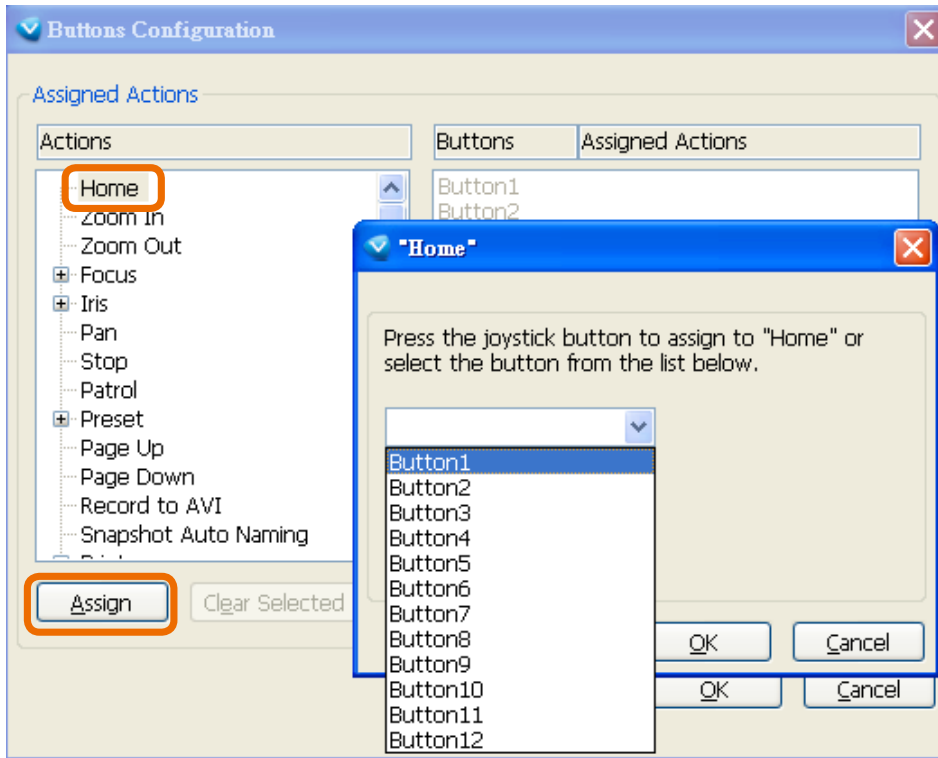 Buttons Configuration
Assigned Actions
Actions
Buttons
Assigned Actions
Home
Zoom In
Zoom Out
Focus
Iris
Pan
Stop
Patrol
Preset
Page Up
Page Down
Record to AVI
Snapshot Auto Naming
Button1
Button2
"Home"
Press the joystick button to assign to "Home" or
select the button from the list below.
Button1
Button2
Button3
Button4
Button5
Button6
Button7
Button8
Button9
Button10
Button11
Button12
OK
Cancel
Assign
Clear Selected
OK
Cancel